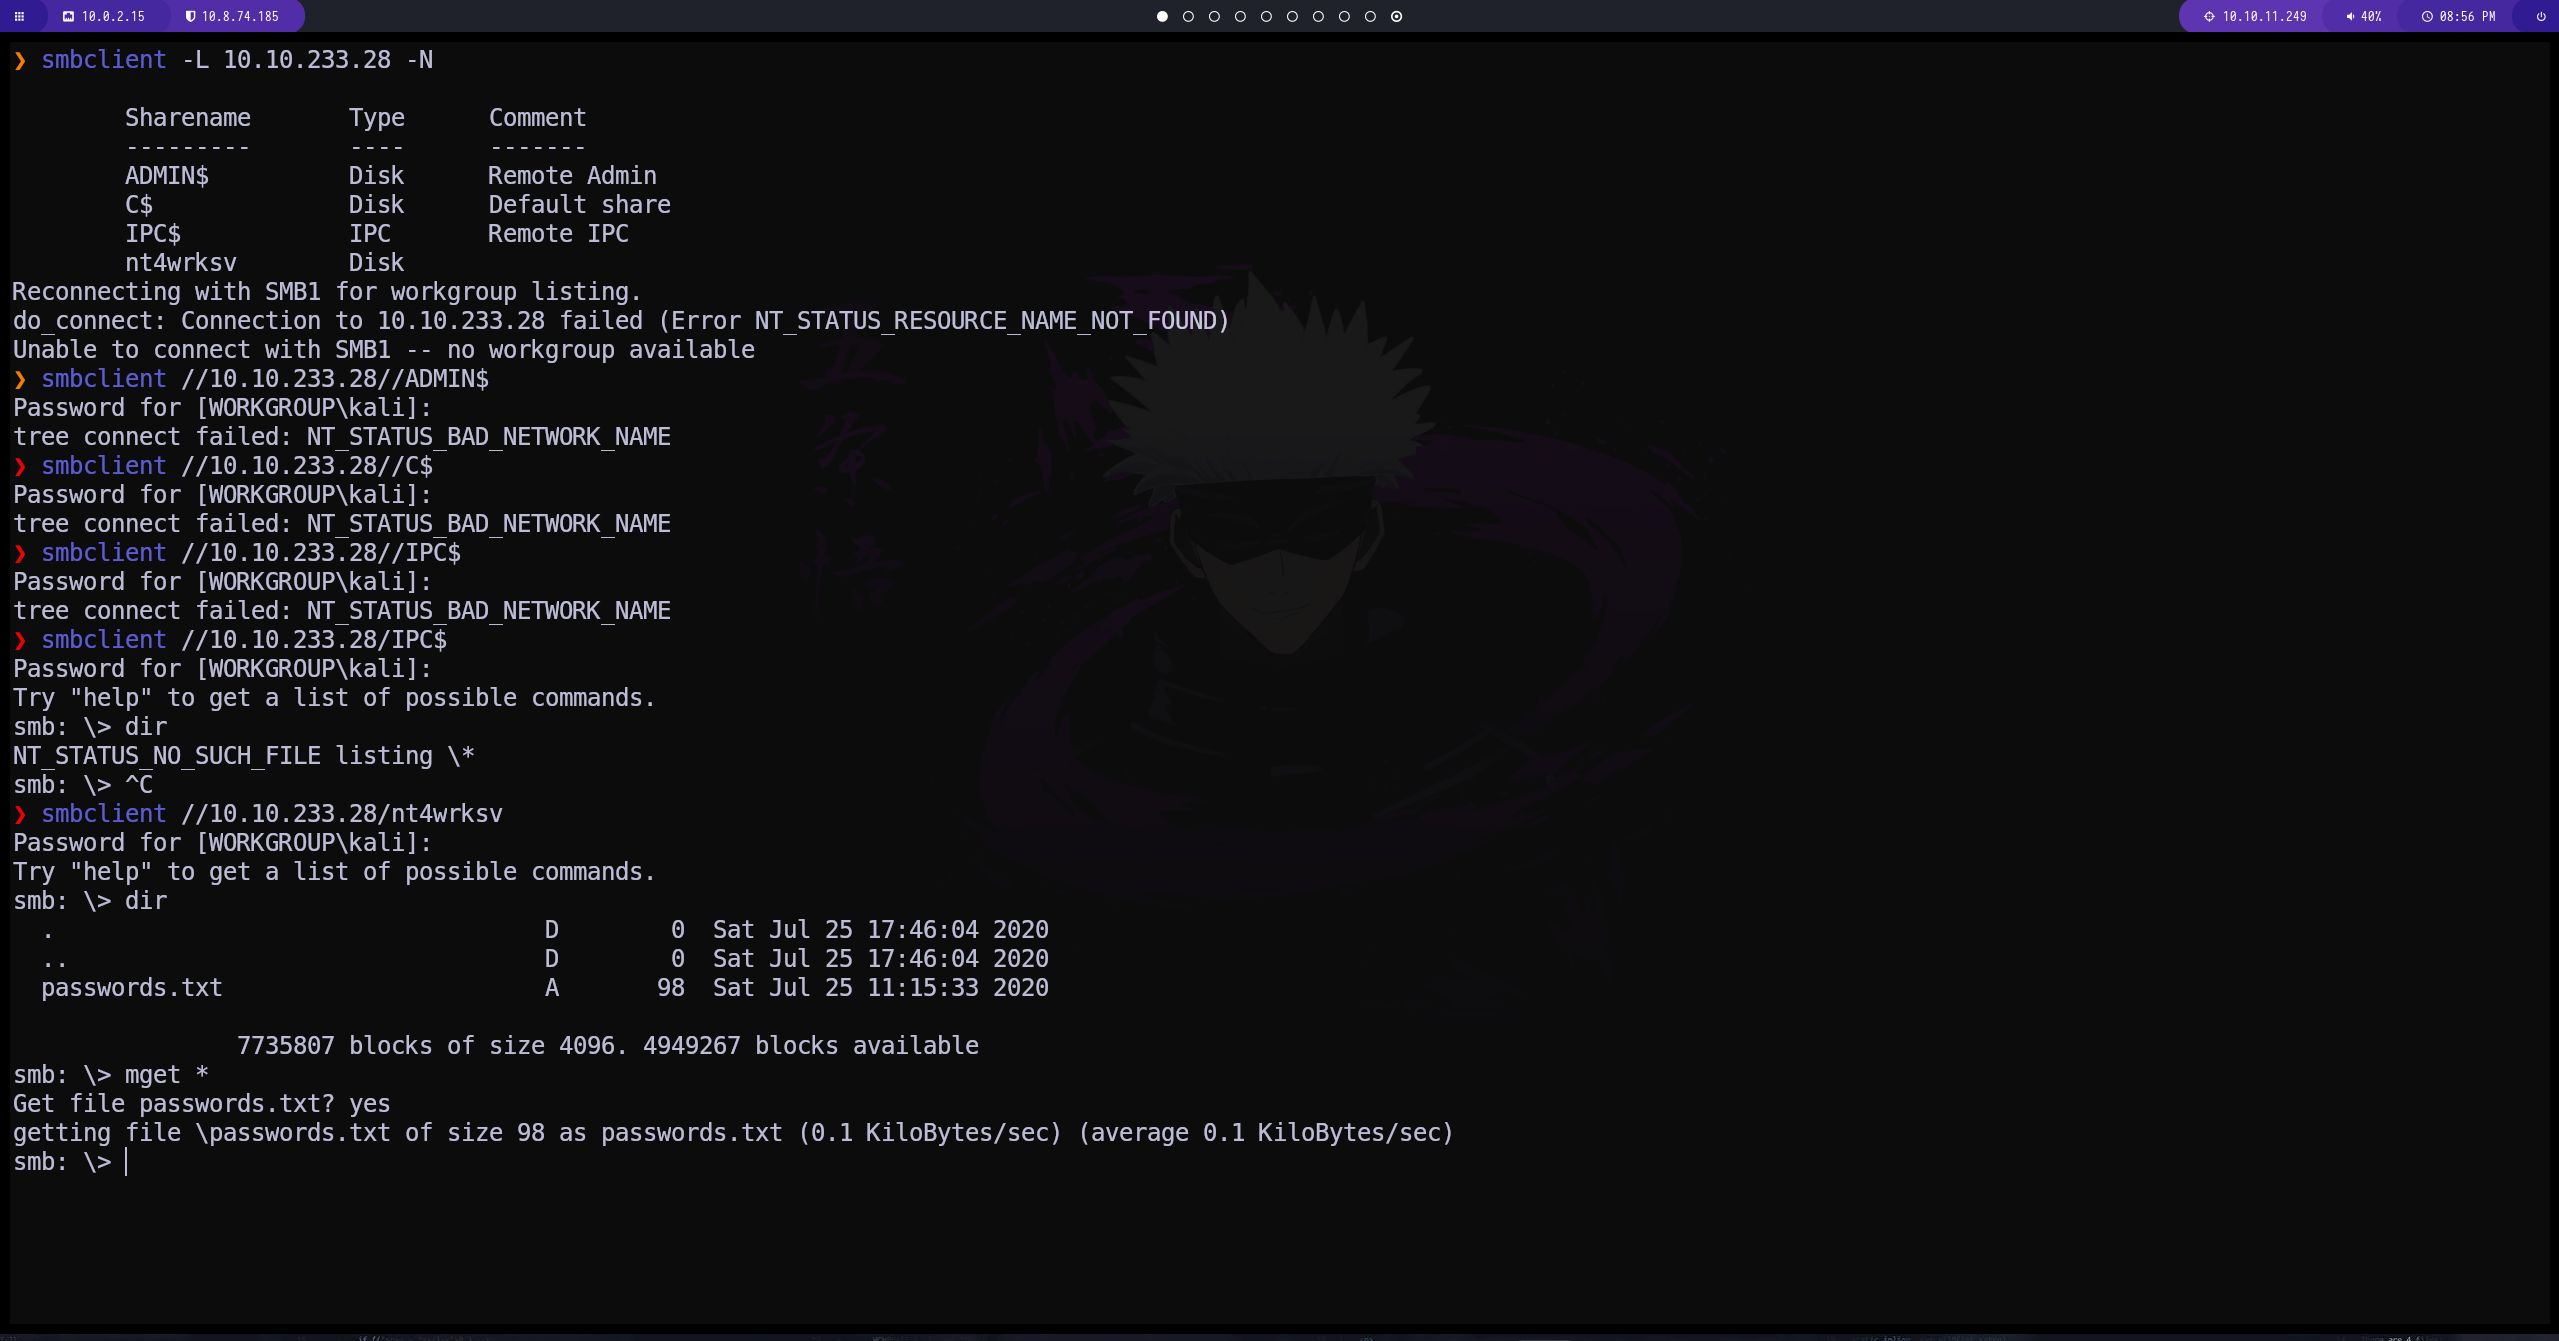 10.0.2.15 10.8.74.185 10.10.11.249 40% 08:56 PM
❯ smbclient -L 10.10.233.28 -N
Sharename Type Comment
--------- ---- -------
ADMIN$ Disk Remote Admin
C$ Disk Default share
IPC$ IPC Remote IPC
nt4wrksv Disk
Reconnecting with SMB1 for workgroup listing.
do_connect: Connection to 10.10.233.28 failed (Error NT_STATUS_RESOURCE_NAME_NOT_FOUND)
Unable to connect with SMB1 -- no workgroup available
❯ smbclient //10.10.233.28//ADMIN$
Password for [WORKGROUP\kali]:
tree connect failed: NT_STATUS_BAD_NETWORK_NAME
❯ smbclient //10.10.233.28//C$
Password for [WORKGROUP\kali]:
tree connect failed: NT_STATUS_BAD_NETWORK_NAME
❯ smbclient //10.10.233.28//IPC$
Password for [WORKGROUP\kali]:
tree connect failed: NT_STATUS_BAD_NETWORK_NAME
❯ smbclient //10.10.233.28/IPC$
Password for [WORKGROUP\kali]:
Try "help" to get a list of possible commands.
smb: \> dir
NT_STATUS_NO_SUCH_FILE listing \*
smb: \> ^C
❯ smbclient //10.10.233.28/nt4wrksv
Password for [WORKGROUP\kali]:
Try "help" to get a list of possible commands.
smb: \> dir
. D 0 Sat Jul 25 17:46:04 2020
.. D 0 Sat Jul 25 17:46:04 2020
passwords.txt A 98 Sat Jul 25 11:15:33 2020
7735807 blocks of size 4096. 4949267 blocks available
smb: \> mget *
Get file passwords.txt? yes
getting file \passwords.txt of size 98 as passwords.txt (0.1 KiloBytes/sec) (average 0.1 KiloBytes/sec)
smb: \>